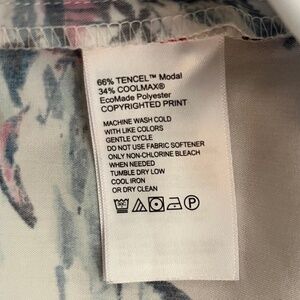 66% TENCEL™ Modal
34% COOLMAX®
EcoMade Polyester
COPYRIGHTED PRINT
MACHINE WASH COLD
WITH LIKE COLORS
GENTLE CYCLE
DO NOT USE FABRIC SOFTENER
ONLY NON-CHLORINE BLEACH
WHEN NEEDED
TUMBLE DRY LOW
COOL IRON
OR DRY CLEAN